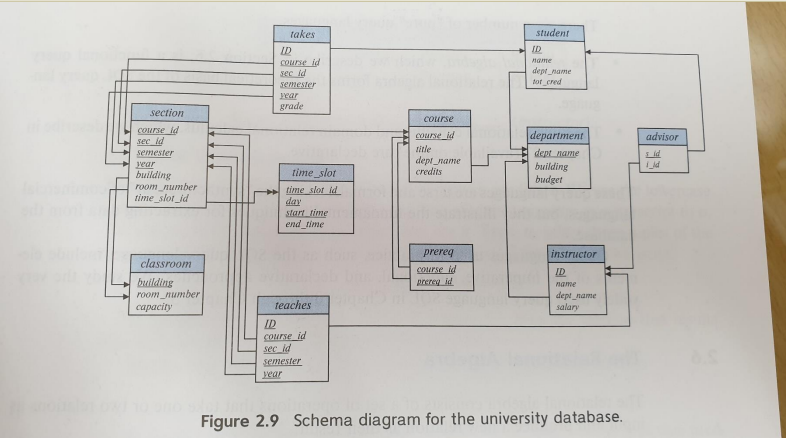 takes
ID
course_id
sec_id
semester
year
grade
student
ID
name
dept_name
tot_cred
section
course_id
sec_id
semester
year
building
room_number
time_slot_id
course
course_id
title
dept_name
credits
department
dept_name
building
budget
advisor
s_id
i_id
time_slot
time_slot_id
day
start_time
end_time
prereq
course_id
prereq_id
instructor
ID
name
dept_name
salary
classroom
building
room_number
capacity
teaches
ID
course_id
sec_id
semester
year
Figure 2.9 Schema diagram for the university database.